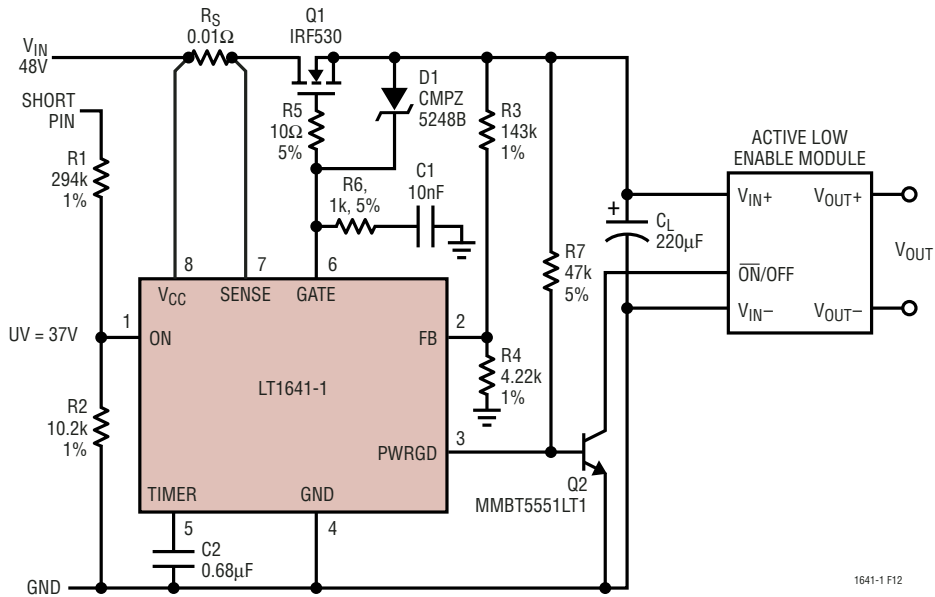 VIN
48V
RS
0.01Ω
Q1
IRF530
SHORT
PIN
R1
294k
1%
R5
10Ω
5%
D1
CMPZ
5248B
R3
143k
1%
R6,
1k, 5%
C1
10nF
R7
47k
5%
ACTIVE LOW
ENABLE MODULE
VIN+
VOUT+
+
CL
220µF
ON/OFF
VIN–
VOUT–
VOUT
8
7
6
VCC
SENSE
GATE
UV = 37V
1
ON
FB
2
LT1641-1
R4
4.22k
1%
R2
10.2k
1%
PWRGD
3
Q2
MMBT5551LT1
TIMER
GND
5
4
C2
0.68µF
GND
1641-1 F12